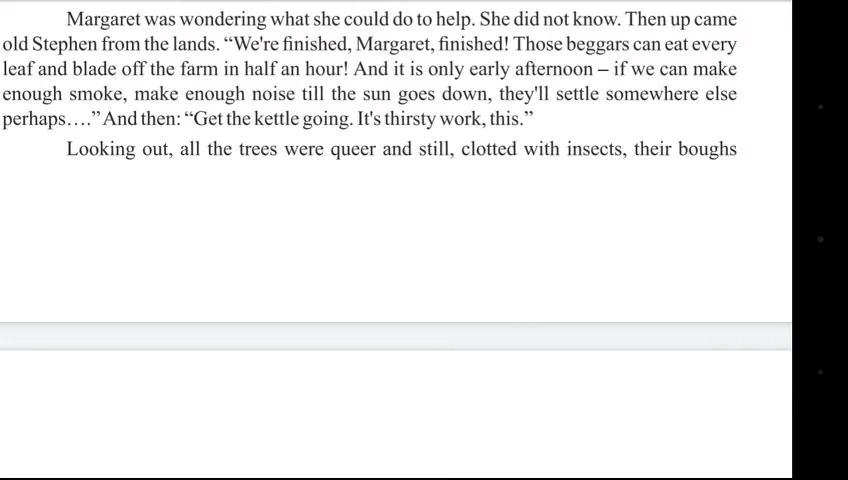 Margaret was wondering what she could do to help. She did not know. Then up came
old Stephen from the lands. “We're finished, Margaret, finished! Those beggars can eat every
leaf and blade off the farm in half an hour! And it is only early afternoon – if we can make
enough smoke, make enough noise till the sun goes down, they'll settle somewhere else
perhaps….” And then: “Get the kettle going. It's thirsty work, this.”
Looking out, all the trees were queer and still, clotted with insects, their boughs